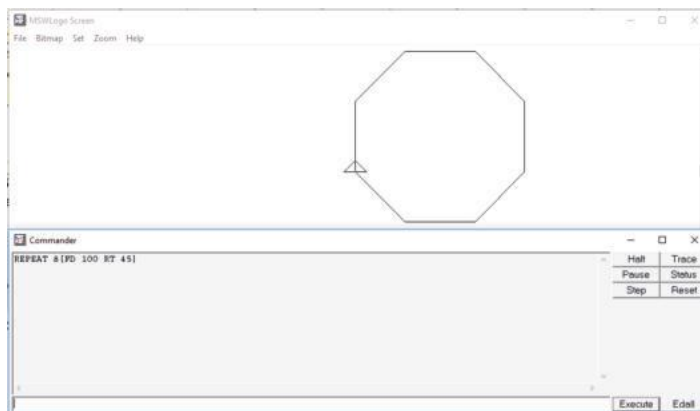 MSWLogo Screen
File Bitmap Set Zoom Help
Commander
REPEAT 8[FD 100 RT 45]
Halt Trace
Pause Status
Step Reset
Execute Edall